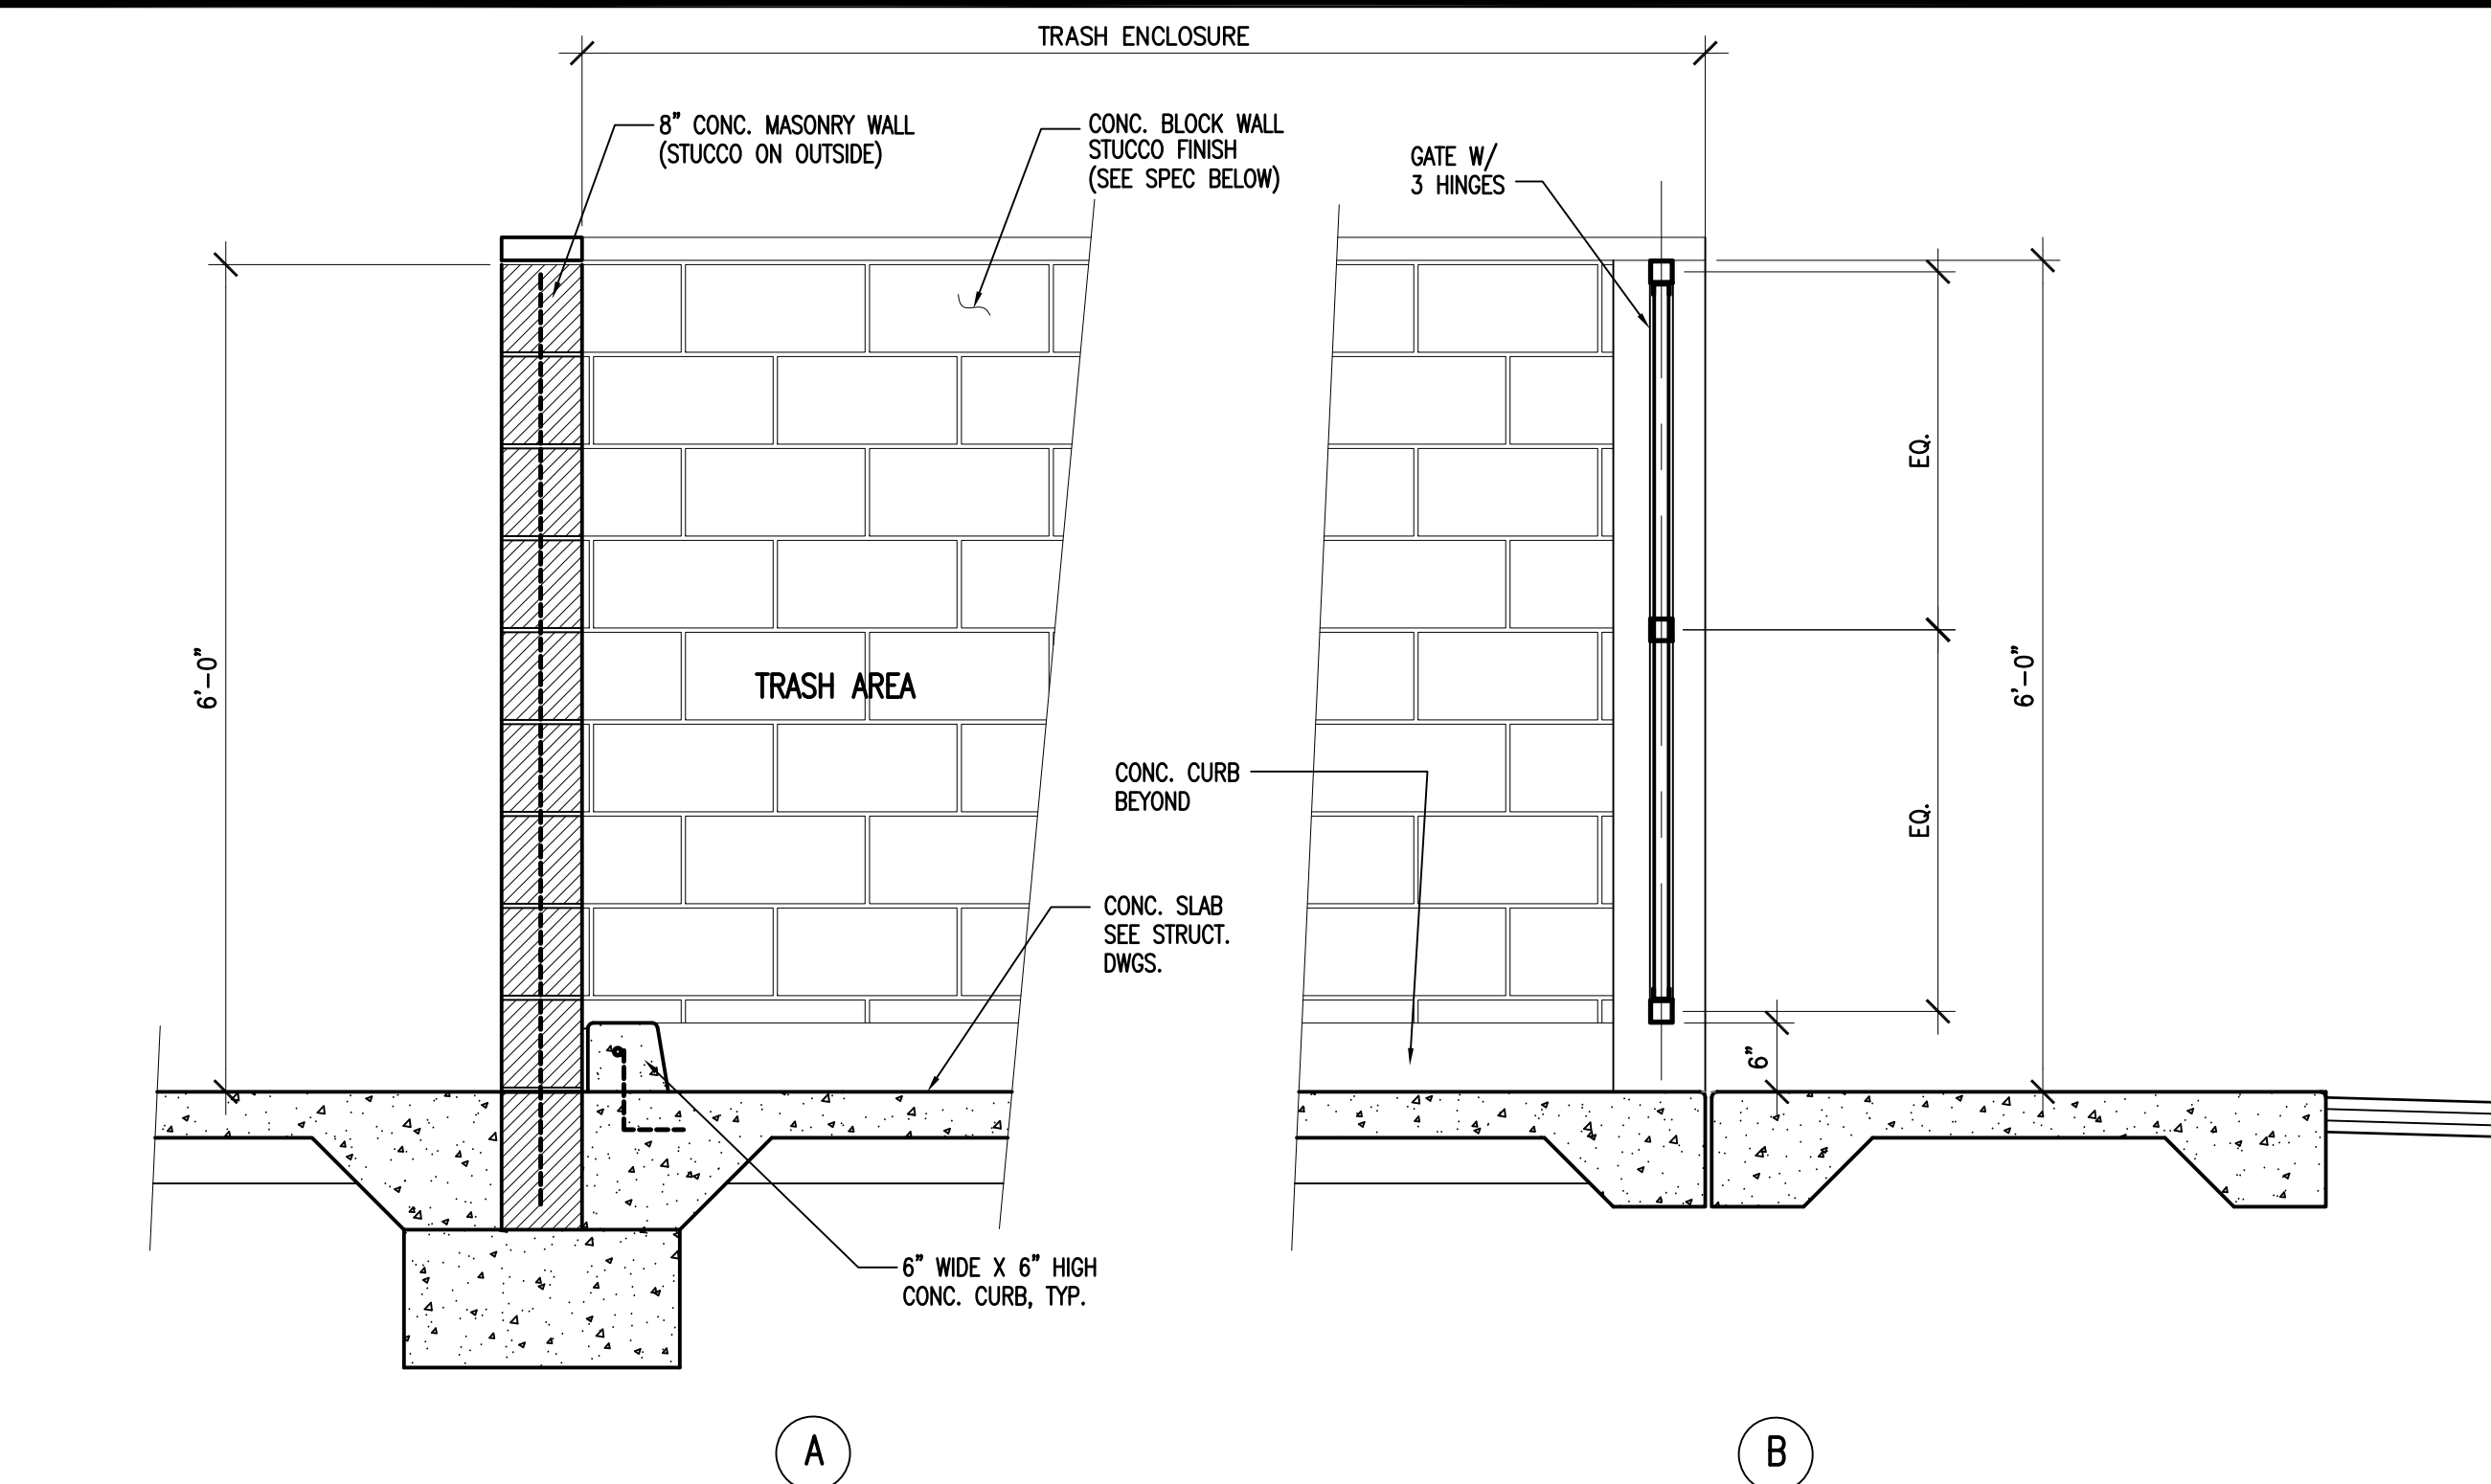 TRASH ENCLOSURE
8" CONC. MASONRY WALL
(STUCCO ON OUTSIDE)
CONC. BLOCK WALL
STUCCO FINISH
(SEE SPEC BELOW)
GATE W/
3 HINGES
EQ.
6'-0"
6'-0"
TRASH AREA
CONC. CURB
BEYOND
EQ.
CONC. SLAB
SEE STRUCT.
DWGS.
6"
6" WIDE X 6" HIGH
CONC. CURB, TYP.
A
B